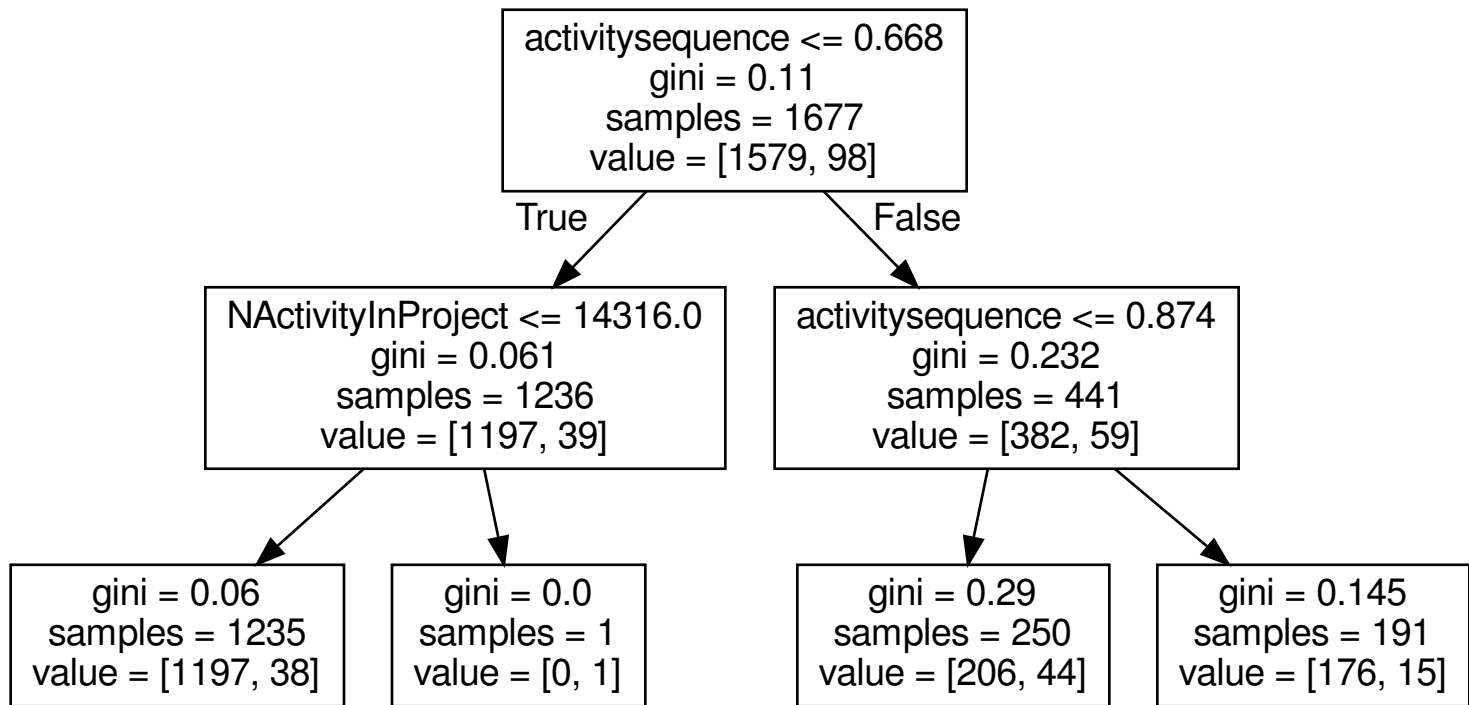 activitysequence <= 0.668
gini = 0.11
samples = 1677
value = [1579, 98]
True
False
NActivityInProject <= 14316.0
gini = 0.061
samples = 1236
value = [1197, 39]
activitysequence <= 0.874
gini = 0.232
samples = 441
value = [382, 59]
gini = 0.06
samples = 1235
value = [1197, 38]
gini = 0.0
samples = 1
value = [0, 1]
gini = 0.29
samples = 250
value = [206, 44]
gini = 0.145
samples = 191
value = [176, 15]